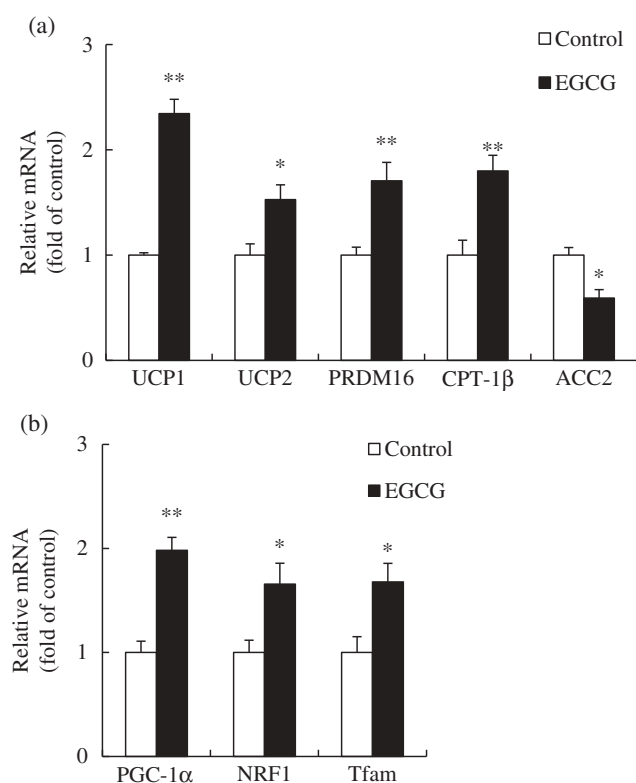 (a)
3
2
1
0
Relative mRNA
(fold of control)
Control
EGCG
**
*
**
**
*
UCP1 UCP2 PRDM16 CPT-1β ACC2
(b)
3
2
1
0
Relative mRNA
(fold of control)
Control
EGCG
**
*
*
PGC-1α NRF1 Tfam